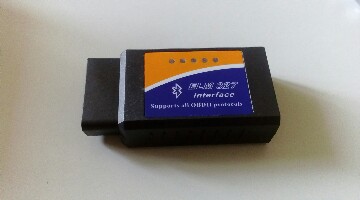 ELM 327
Interface
Supports all OBDII protocols